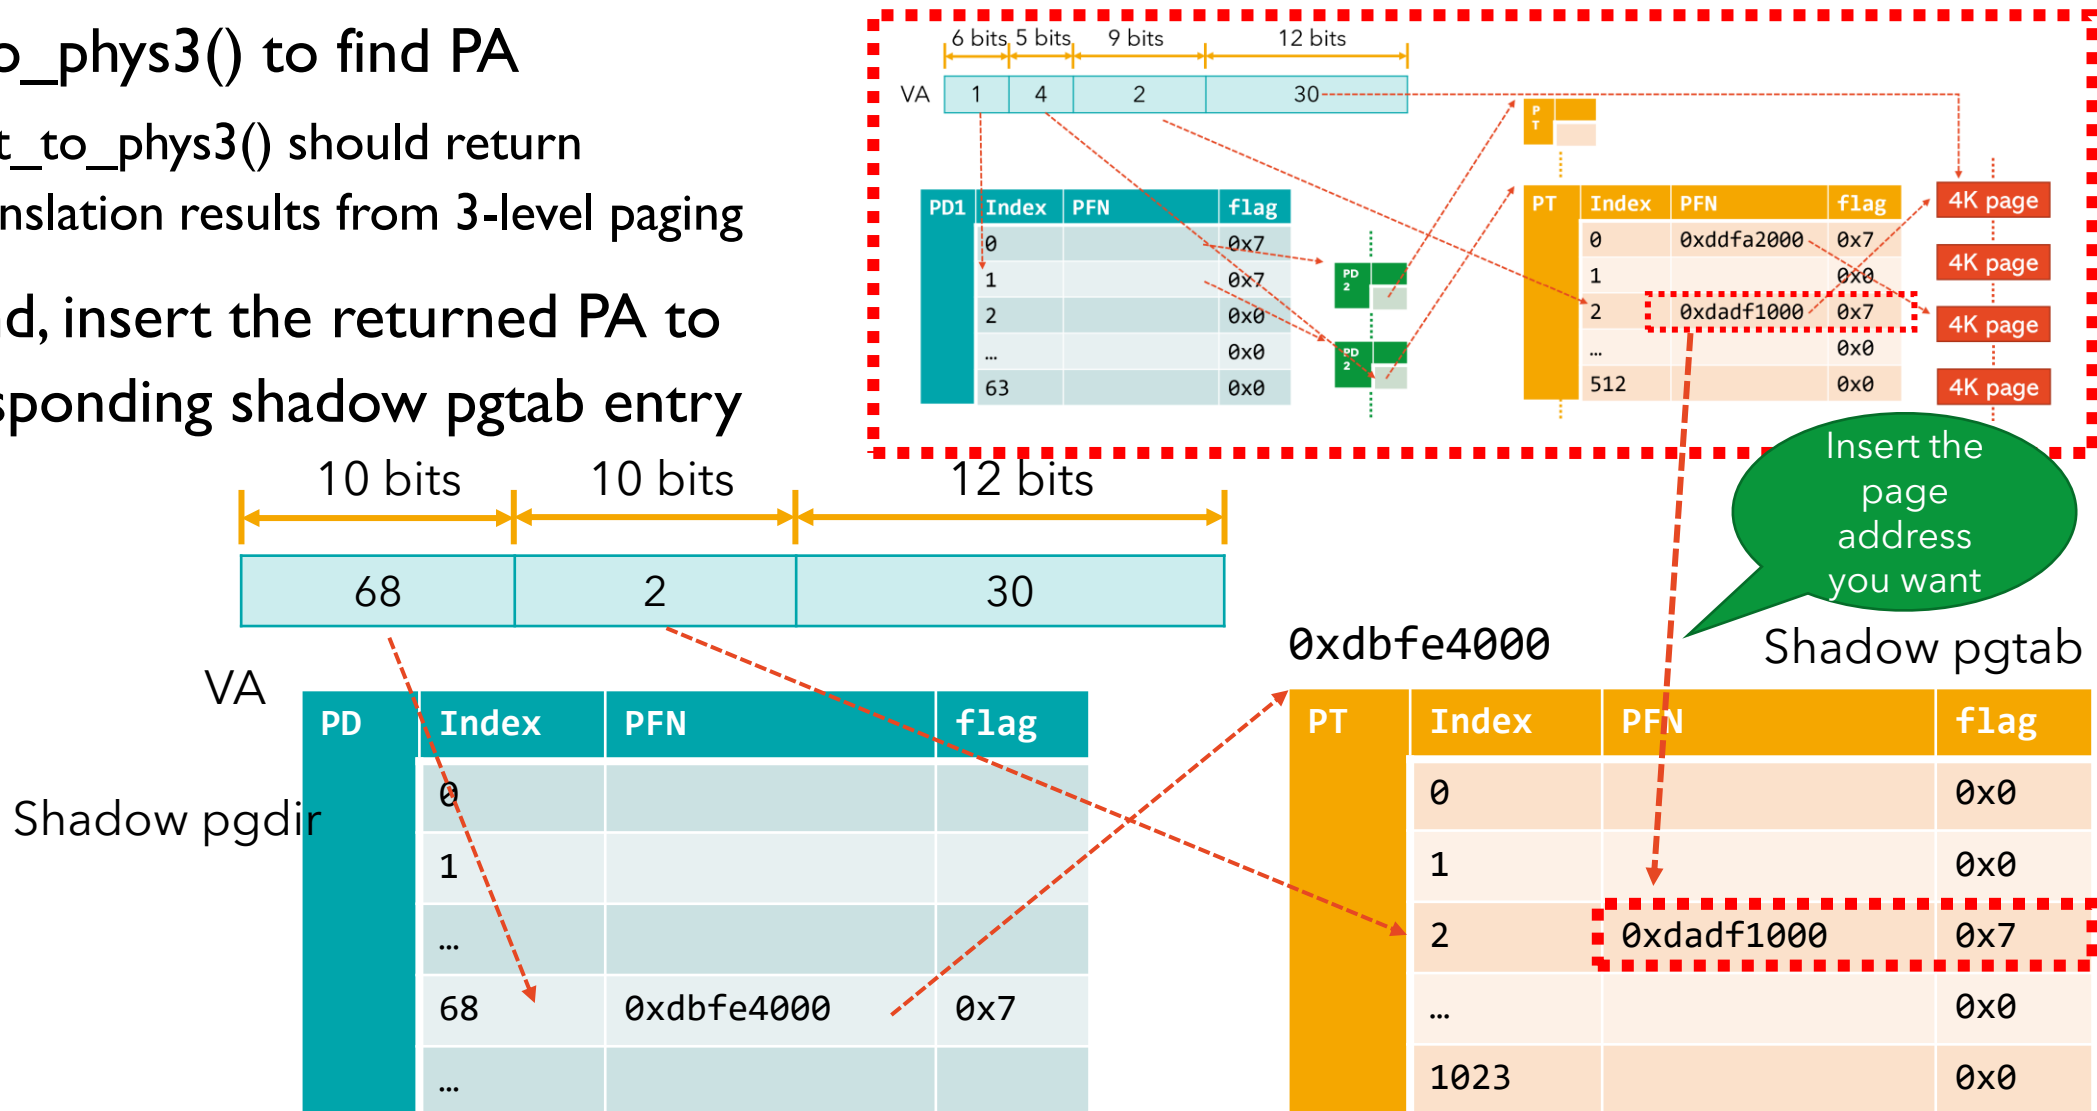 o_phys3() to find PA
t_to_phys3() should return
nslation results from 3-level paging
nd, insert the returned PA to
sponding shadow pgtab entry
6 bits 5 bits 9 bits 12 bits
VA 1 4 2 30
PD1 Index PFN flag
0 0x7
1 0x7
2 0x0
... 0x0
63 0x0
PD
2
PD
2
P
T
PT Index PFN flag
0 0xddfa2000 0x7
1 0x0
2 0xdadf1000 0x7
... 0x0
512 0x0
4K page
4K page
4K page
4K page
Insert the
page
address
you want
10 bits 10 bits 12 bits
68 2 30
VA
Shadow pgdir
PD Index PFN flag
0
1
...
68 0xdbfe4000 0x7
...
0xdbfe4000
Shadow pgtab
PT Index PFN flag
0 0x0
1 0x0
2 0xdadf1000 0x7
... 0x0
1023 0x0